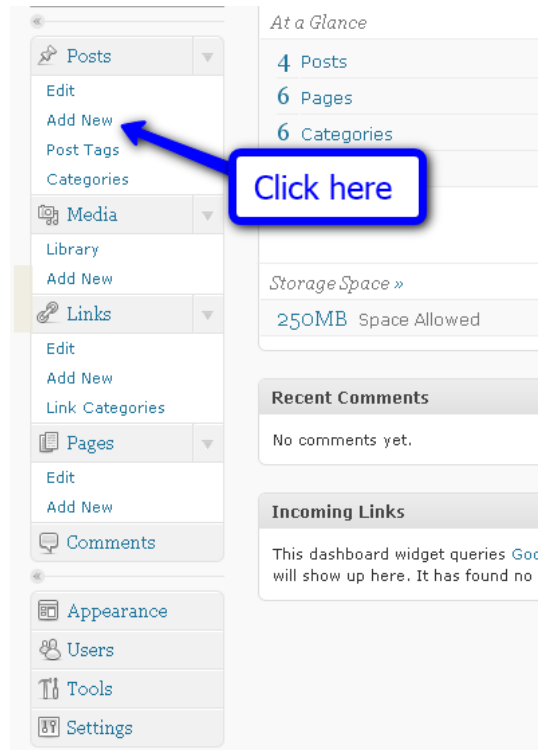 Posts
Edit
Add New
Post Tags
Categories
Media
Library
Add New
Links
Edit
Add New
Link Categories
Pages
Edit
Add New
Comments
Appearance
Users
Tools
Settings
At a Glance
4 Posts
6 Pages
6 Categories
Click here
Storage Space »
250MB Space Allowed
Recent Comments
No comments yet.
Incoming Links
This dashboard widget queries
will show up here. It has found no